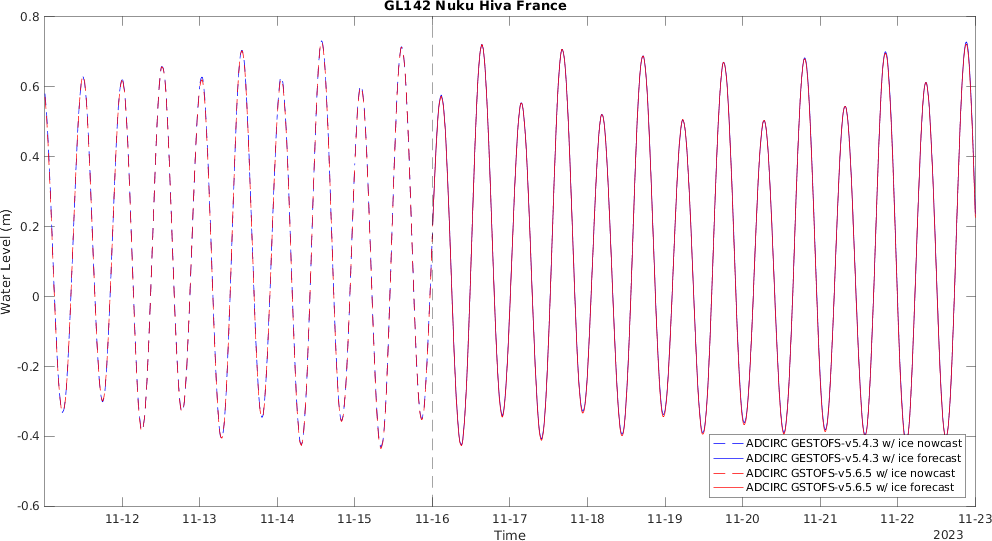 GL142 Nuku Hiva France
0.8
0.6
0.4
0.2
0
-0.2
-0.4
-0.6
Water Level (m)
ADCIRC GESTOFS-v5.4.3 w/ ice nowcast
ADCIRC GESTOFS-v5.4.3 w/ ice forecast
ADCIRC GSTOFS-v5.6.5 w/ ice nowcast
ADCIRC GSTOFS-v5.6.5 w/ ice forecast
11-12 11-13 11-14 11-15 11-16 11-17 11-18 11-19 11-20 11-21 11-22 11-23
Time
2023